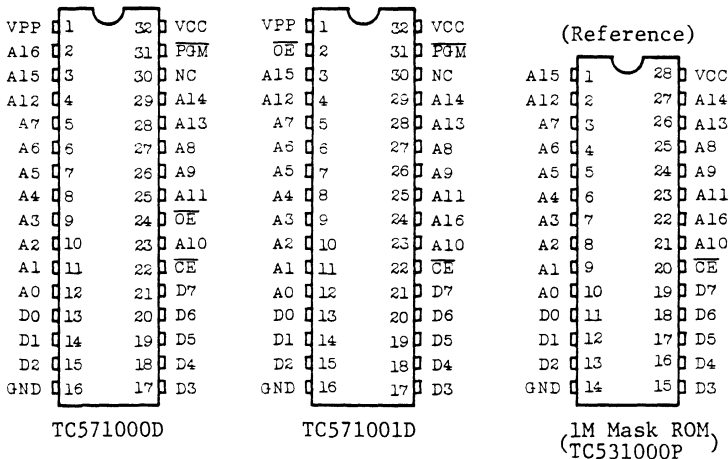 VPP 1 32 VCC
A16 2 31 P̅G̅M̅
A15 3 30 NC
A12 4 29 A14
A7 5 28 A13
A6 6 27 A8
A5 7 26 A9
A4 8 25 A11
A3 9 24 O̅E̅
A2 10 23 A10
A1 11 22 C̅E̅
A0 12 21 D7
D0 13 20 D6
D1 14 19 D5
D2 15 18 D4
GND 16 17 D3
TC571000D
VPP 1 32 VCC
O̅E̅ 2 31 P̅G̅M̅
A15 3 30 NC
A12 4 29 A14
A7 5 28 A13
A6 6 27 A8
A5 7 26 A9
A4 8 25 A11
A3 9 24 A16
A2 10 23 A10
A1 11 22 C̅E̅
A0 12 21 D7
D0 13 20 D6
D1 14 19 D5
D2 15 18 D4
GND 16 17 D3
TC571001D
(Reference)
A15 1 28 VCC
A12 2 27 A14
A7 3 26 A13
A6 4 25 A8
A5 5 24 A9
A4 6 23 A11
A3 7 22 A16
A2 8 21 A10
A1 9 20 C̅E̅
A0 10 19 D7
D0 11 18 D6
D1 12 17 D5
D2 13 16 D4
GND 14 15 D3
1M Mask ROM
(TC531000P)